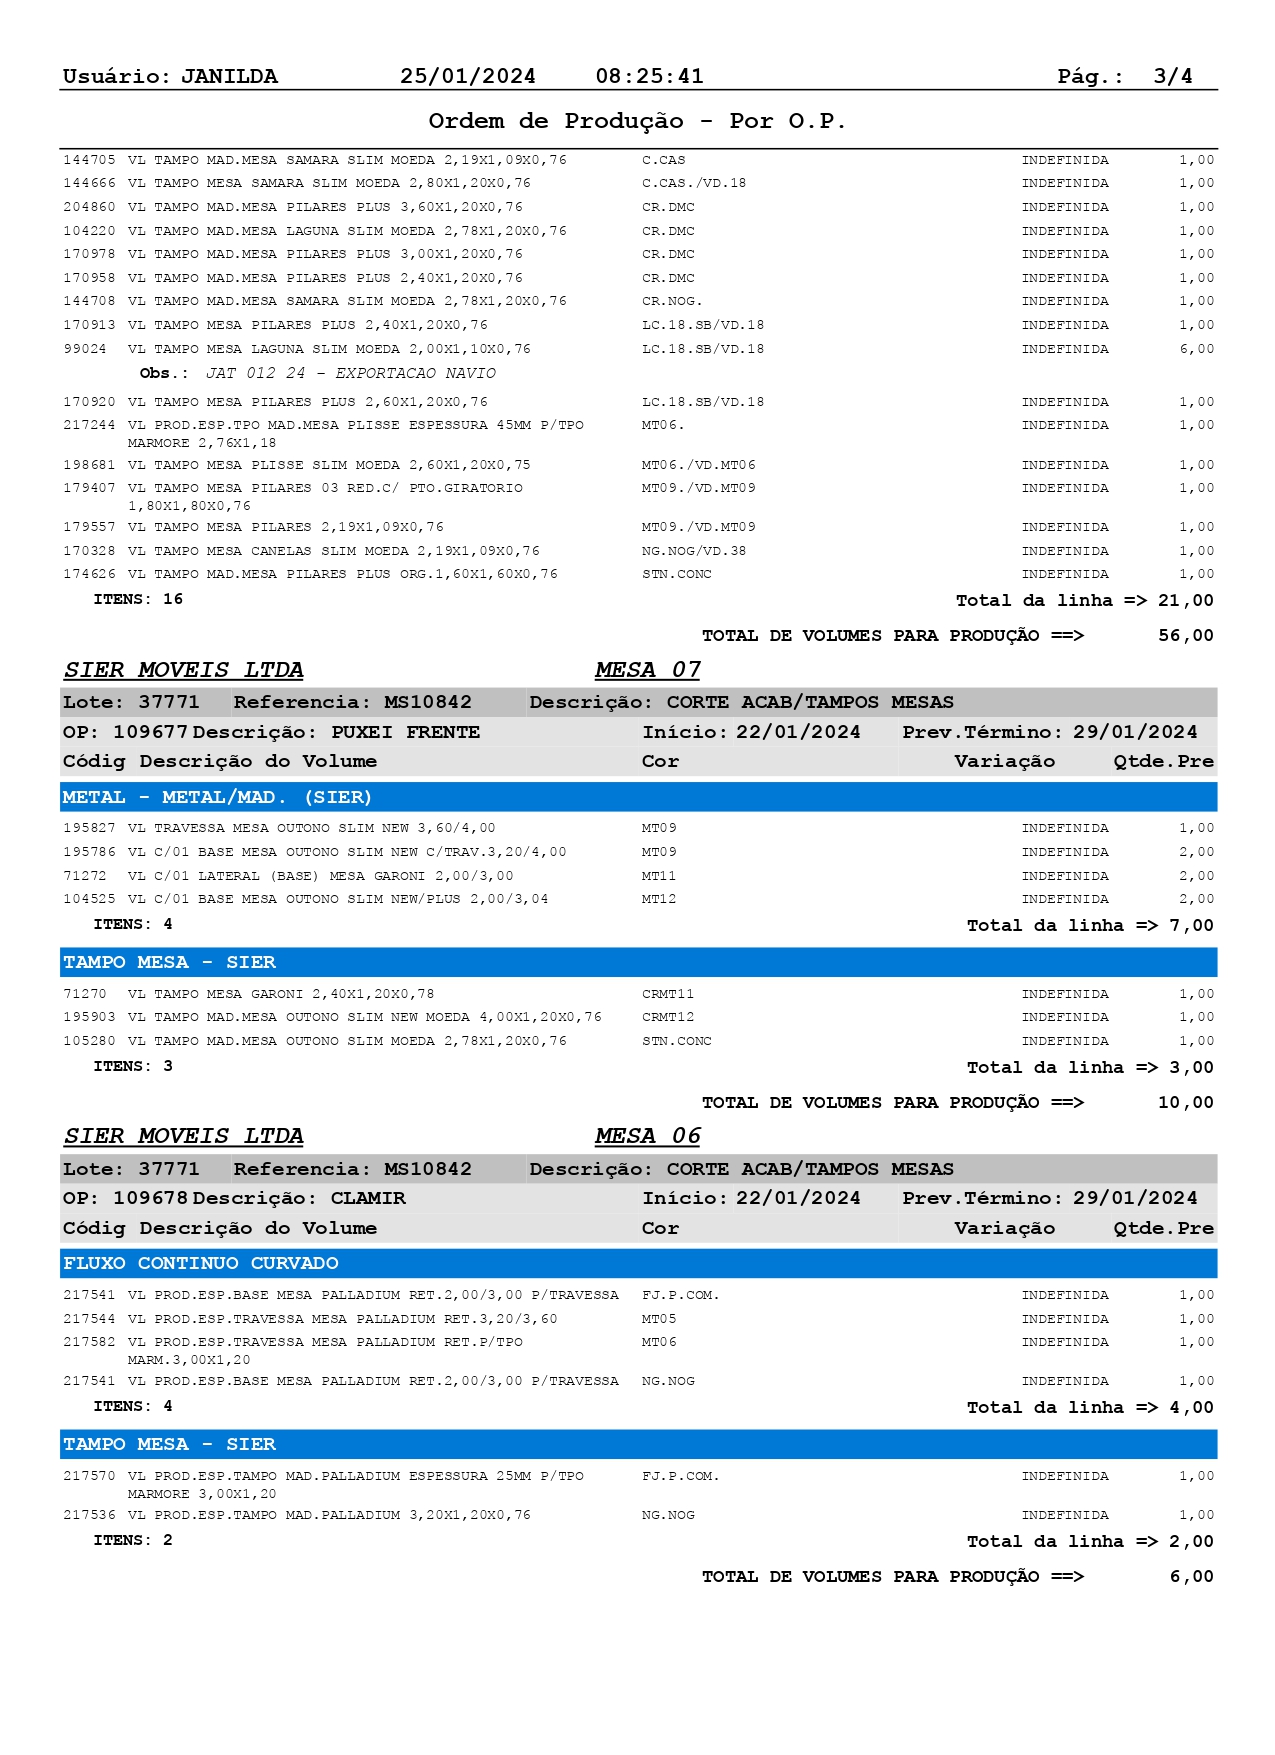 Usuário: JANILDA 25/01/2024 08:25:41 Pág.: 3/4
Ordem de Produção - Por O.P.
144705 VL TAMPO MAD.MESA SAMARA SLIM MOEDA 2,19X1,09X0,76 C.CAS INDEFINIDA 1,00
144666 VL TAMPO MESA SAMARA SLIM MOEDA 2,80X1,20X0,76 C.CAS./VD.18 INDEFINIDA 1,00
204860 VL TAMPO MAD.MESA PILARES PLUS 3,60X1,20X0,76 CR.DMC INDEFINIDA 1,00
104220 VL TAMPO MAD.MESA LAGUNA SLIM MOEDA 2,78X1,20X0,76 CR.DMC INDEFINIDA 1,00
170978 VL TAMPO MAD.MESA PILARES PLUS 3,00X1,20X0,76 CR.DMC INDEFINIDA 1,00
170958 VL TAMPO MAD.MESA PILARES PLUS 2,40X1,20X0,76 CR.DMC INDEFINIDA 1,00
144708 VL TAMPO MAD.MESA SAMARA SLIM MOEDA 2,78X1,20X0,76 CR.NOG. INDEFINIDA 1,00
170913 VL TAMPO MESA PILARES PLUS 2,40X1,20X0,76 LC.18.SB/VD.18 INDEFINIDA 1,00
99024 VL TAMPO MESA LAGUNA SLIM MOEDA 2,00X1,10X0,76 LC.18.SB/VD.18 INDEFINIDA 6,00
Obs.: JAT 012 24 - EXPORTACAO NAVIO
170920 VL TAMPO MESA PILARES PLUS 2,60X1,20X0,76 LC.18.SB/VD.18 INDEFINIDA 1,00
217244 VL PROD.ESP.TPO MAD.MESA PLISSE ESPESSURA 45MM P/TPO MT06. INDEFINIDA 1,00
MARMORE 2,76X1,18
198681 VL TAMPO MESA PLISSE SLIM MOEDA 2,60X1,20X0,75 MT06./VD.MT06 INDEFINIDA 1,00
179407 VL TAMPO MESA PILARES 03 RED.C/ PTO.GIRATORIO MT09./VD.MT09 INDEFINIDA 1,00
1,80X1,80X0,76
179557 VL TAMPO MESA PILARES 2,19X1,09X0,76 MT09./VD.MT09 INDEFINIDA 1,00
170328 VL TAMPO MESA CANELAS SLIM MOEDA 2,19X1,09X0,76 NG.NOG/VD.38 INDEFINIDA 1,00
174626 VL TAMPO MAD.MESA PILARES PLUS ORG.1,60X1,60X0,76 STN.CONC INDEFINIDA 1,00
ITENS: 16 Total da linha => 21,00
TOTAL DE VOLUMES PARA PRODUÇÃO ==> 56,00
SIER MOVEIS LTDA MESA 07
Lote: 37771 Referencia: MS10842 Descrição: CORTE ACAB/TAMPOS MESAS
OP: 109677 Descrição: PUXEI FRENTE Início: 22/01/2024 Prev.Término: 29/01/2024
Códig Descrição do Volume Cor Variação Qtde.Pre
METAL - METAL/MAD. (SIER)
195827 VL TRAVESSA MESA OUTONO SLIM NEW 3,60/4,00 MT09 INDEFINIDA 1,00
195786 VL C/01 BASE MESA OUTONO SLIM NEW C/TRAV.3,20/4,00 MT09 INDEFINIDA 2,00
71272 VL C/01 LATERAL (BASE) MESA GARONI 2,00/3,00 MT11 INDEFINIDA 2,00
104525 VL C/01 BASE MESA OUTONO SLIM NEW/PLUS 2,00/3,04 MT12 INDEFINIDA 2,00
ITENS: 4 Total da linha => 7,00
TAMPO MESA - SIER
71270 VL TAMPO MESA GARONI 2,40X1,20X0,78 CRMT11 INDEFINIDA 1,00
195903 VL TAMPO MAD.MESA OUTONO SLIM NEW MOEDA 4,00X1,20X0,76 CRMT12 INDEFINIDA 1,00
105280 VL TAMPO MAD.MESA OUTONO SLIM MOEDA 2,78X1,20X0,76 STN.CONC INDEFINIDA 1,00
ITENS: 3 Total da linha => 3,00
TOTAL DE VOLUMES PARA PRODUÇÃO ==> 10,00
SIER MOVEIS LTDA MESA 06
Lote: 37771 Referencia: MS10842 Descrição: CORTE ACAB/TAMPOS MESAS
OP: 109678 Descrição: CLAMIR Início: 22/01/2024 Prev.Término: 29/01/2024
Códig Descrição do Volume Cor Variação Qtde.Pre
FLUXO CONTINUO CURVADO
217541 VL PROD.ESP.BASE MESA PALLADIUM RET.2,00/3,00 P/TRAVESSA FJ.P.COM. INDEFINIDA 1,00
217544 VL PROD.ESP.TRAVESSA MESA PALLADIUM RET.3,20/3,60 MT05 INDEFINIDA 1,00
217582 VL PROD.ESP.TRAVESSA MESA PALLADIUM RET.P/TPO MT06 INDEFINIDA 1,00
MARM.3,00X1,20
217541 VL PROD.ESP.BASE MESA PALLADIUM RET.2,00/3,00 P/TRAVESSA NG.NOG INDEFINIDA 1,00
ITENS: 4 Total da linha => 4,00
TAMPO MESA - SIER
217570 VL PROD.ESP.TAMPO MAD.PALLADIUM ESPESSURA 25MM P/TPO FJ.P.COM. INDEFINIDA 1,00
MARMORE 3,00X1,20
217536 VL PROD.ESP.TAMPO MAD.PALLADIUM 3,20X1,20X0,76 NG.NOG INDEFINIDA 1,00
ITENS: 2 Total da linha => 2,00
TOTAL DE VOLUMES PARA PRODUÇÃO ==> 6,00